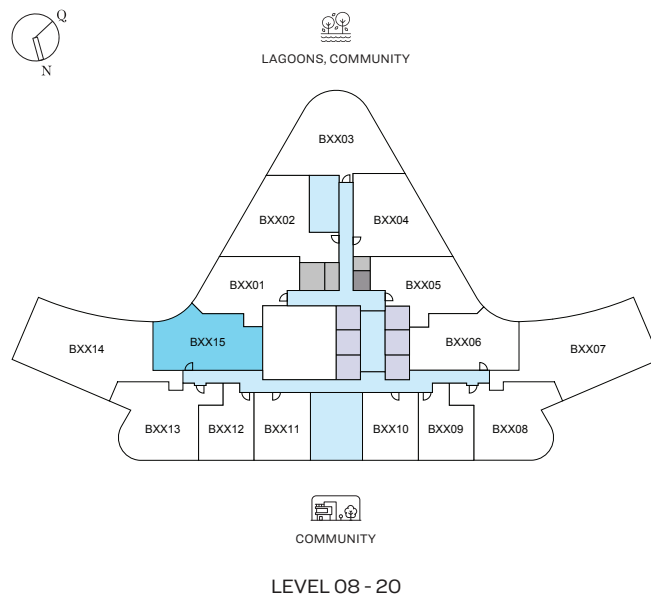 Q
N
LAGOONS, COMMUNITY
BXX03
BXX02
BXX04
BXX01
BXX05
BXX14
BXX15
BXX06
BXX07
BXX13
BXX12
BXX11
BXX10
BXX09
BXX08
COMMUNITY
LEVEL 08 - 20